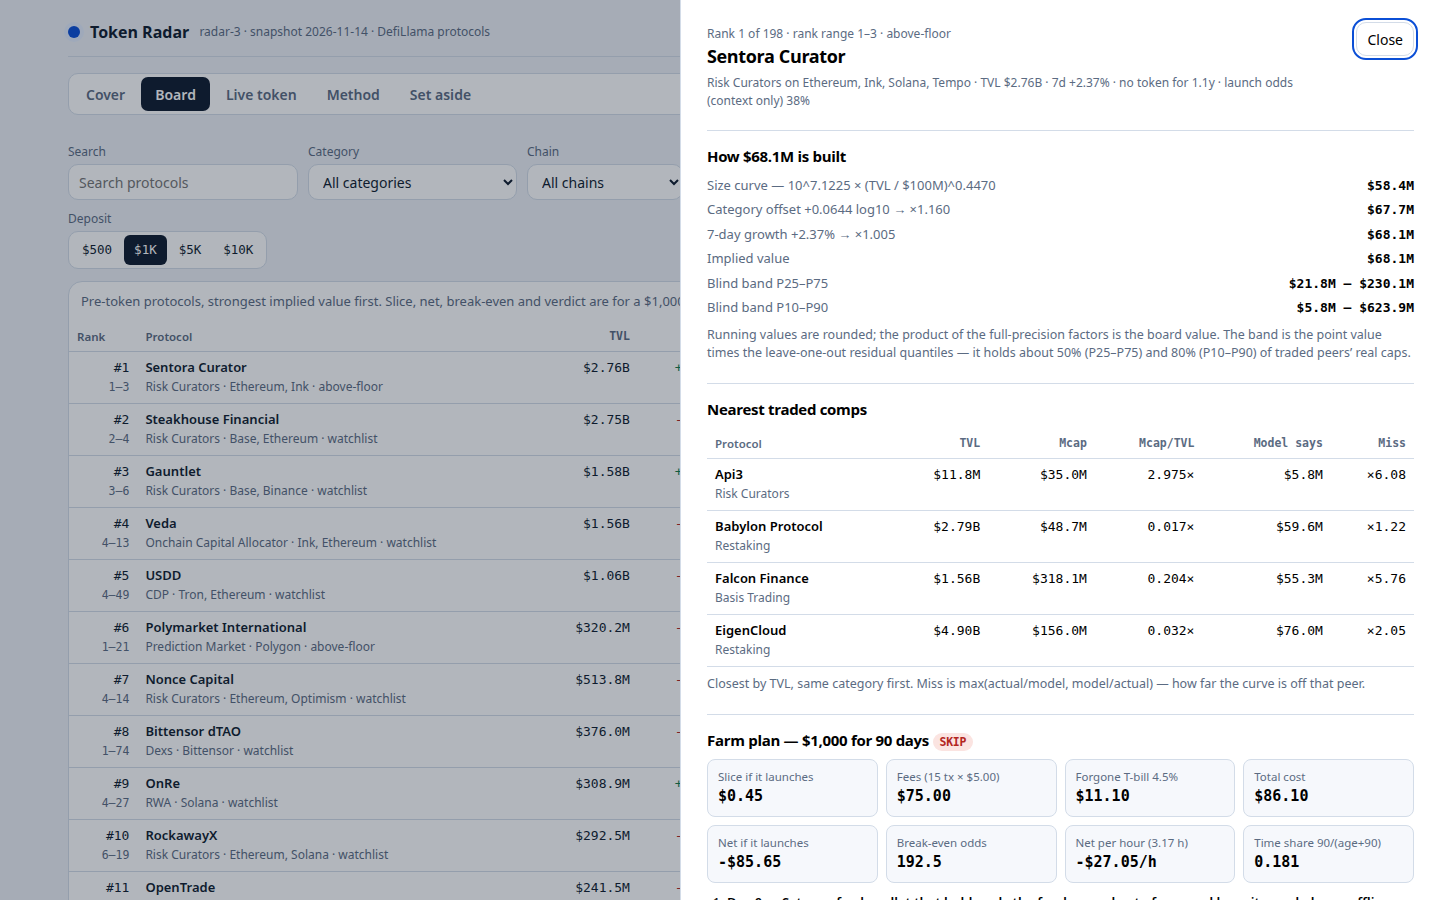 Token Radar radar-3 · snapshot 2026-11-14 · DefiLlama protocols
Cover Board Live token Method Set aside
Search Category Chain
Search protocols All categories All chains
Deposit
$500 $1K $5K $10K
Pre-token protocols, strongest implied value first. Slice, net, break-even and verdict are for a $1,000
Rank Protocol TVL
#1 Sentora Curator $2.76B
1–3 Risk Curators · Ethereum, Ink · above-floor
#2 Steakhouse Financial $2.75B
2–4 Risk Curators · Base, Ethereum · watchlist
#3 Gauntlet $1.58B
3–6 Risk Curators · Base, Binance · watchlist
#4 Veda $1.56B
4–13 Onchain Capital Allocator · Ink, Ethereum · watchlist
#5 USDD $1.06B
4–49 CDP · Tron, Ethereum · watchlist
#6 Polymarket International $320.2M
1–21 Prediction Market · Polygon · above-floor
#7 Nonce Capital $513.8M
4–14 Risk Curators · Ethereum, Optimism · watchlist
#8 Bittensor dTAO $376.0M
1–74 Dexs · Bittensor · watchlist
#9 OnRe $308.9M
4–27 RWA · Solana · watchlist
#10 RockawayX $292.5M
6–19 Risk Curators · Ethereum, Solana · watchlist
#11 OpenTrade $241.5M
Rank 1 of 198 · rank range 1–3 · above-floor
Close
Sentora Curator
Risk Curators on Ethereum, Ink, Solana, Tempo · TVL $2.76B · 7d +2.37% · no token for 1.1y · launch odds
(context only) 38%
How $68.1M is built
Size curve — 10^7.1225 × (TVL / $100M)^0.4470 $58.4M
Category offset +0.0644 log10 → ×1.160 $67.7M
7-day growth +2.37% → ×1.005 $68.1M
Implied value $68.1M
Blind band P25–P75 $21.8M – $230.1M
Blind band P10–P90 $5.8M – $623.9M
Running values are rounded; the product of the full-precision factors is the board value. The band is the point value
times the leave-one-out residual quantiles — it holds about 50% (P25–P75) and 80% (P10–P90) of traded peers’ real caps.
Nearest traded comps
Protocol TVL Mcap Mcap/TVL Model says Miss
Api3 $11.8M $35.0M 2.975× $5.8M ×6.08
Risk Curators
Babylon Protocol $2.79B $48.7M 0.017× $59.6M ×1.22
Restaking
Falcon Finance $1.56B $318.1M 0.204× $55.3M ×5.76
Basis Trading
EigenCloud $4.90B $156.0M 0.032× $76.0M ×2.05
Restaking
Closest by TVL, same category first. Miss is max(actual/model, model/actual) — how far the curve is off that peer.
Farm plan — $1,000 for 90 days SKIP
Slice if it launches Fees (15 tx × $5.00) Forgone T-bill 4.5% Total cost
$0.45 $75.00 $11.10 $86.10
Net if it launches Break-even odds Net per hour (3.17 h) Time share 90/(age+90)
-$85.65 192.5 -$27.05/h 0.181